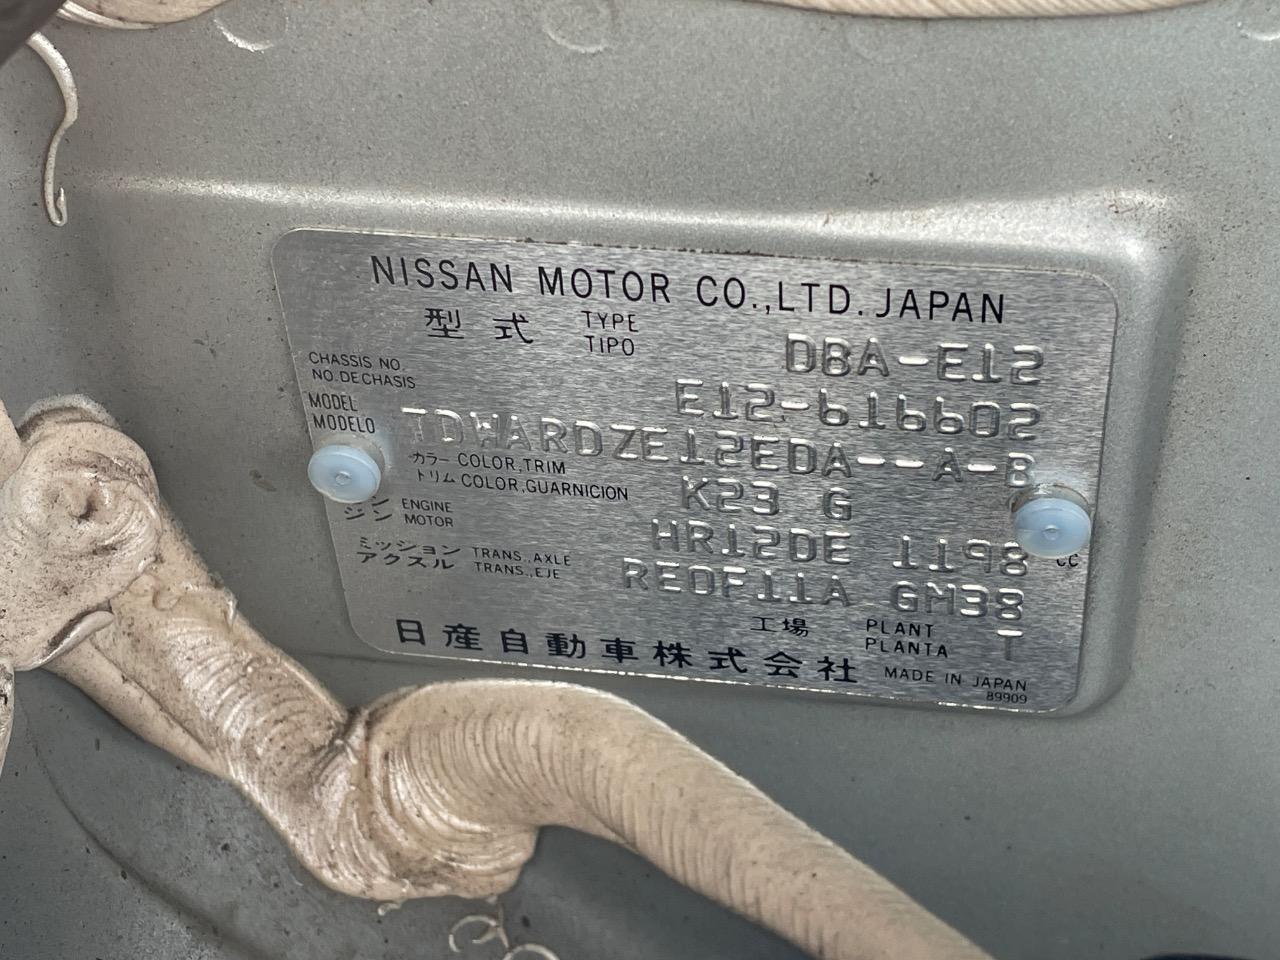 NISSAN MOTOR CO.,LTD. JAPAN
型式 TYPE TIPO DBA-E12
CHASSIS NO. NO.DE CHASIS E12-616602
MODEL MODELO TDWARDZE12EDA--A-B
カラー COLOR,TRIM
トリム COLOR,GUARNICION K23 G
ジン ENGINE MOTOR HR12DE 1198 CC
ミッション TRANS.,AXLE
アクスル TRANS.,EJE RE0F11A GM38
工場 PLANT PLANTA T
日産自動車株式会社 MADE IN JAPAN
89909